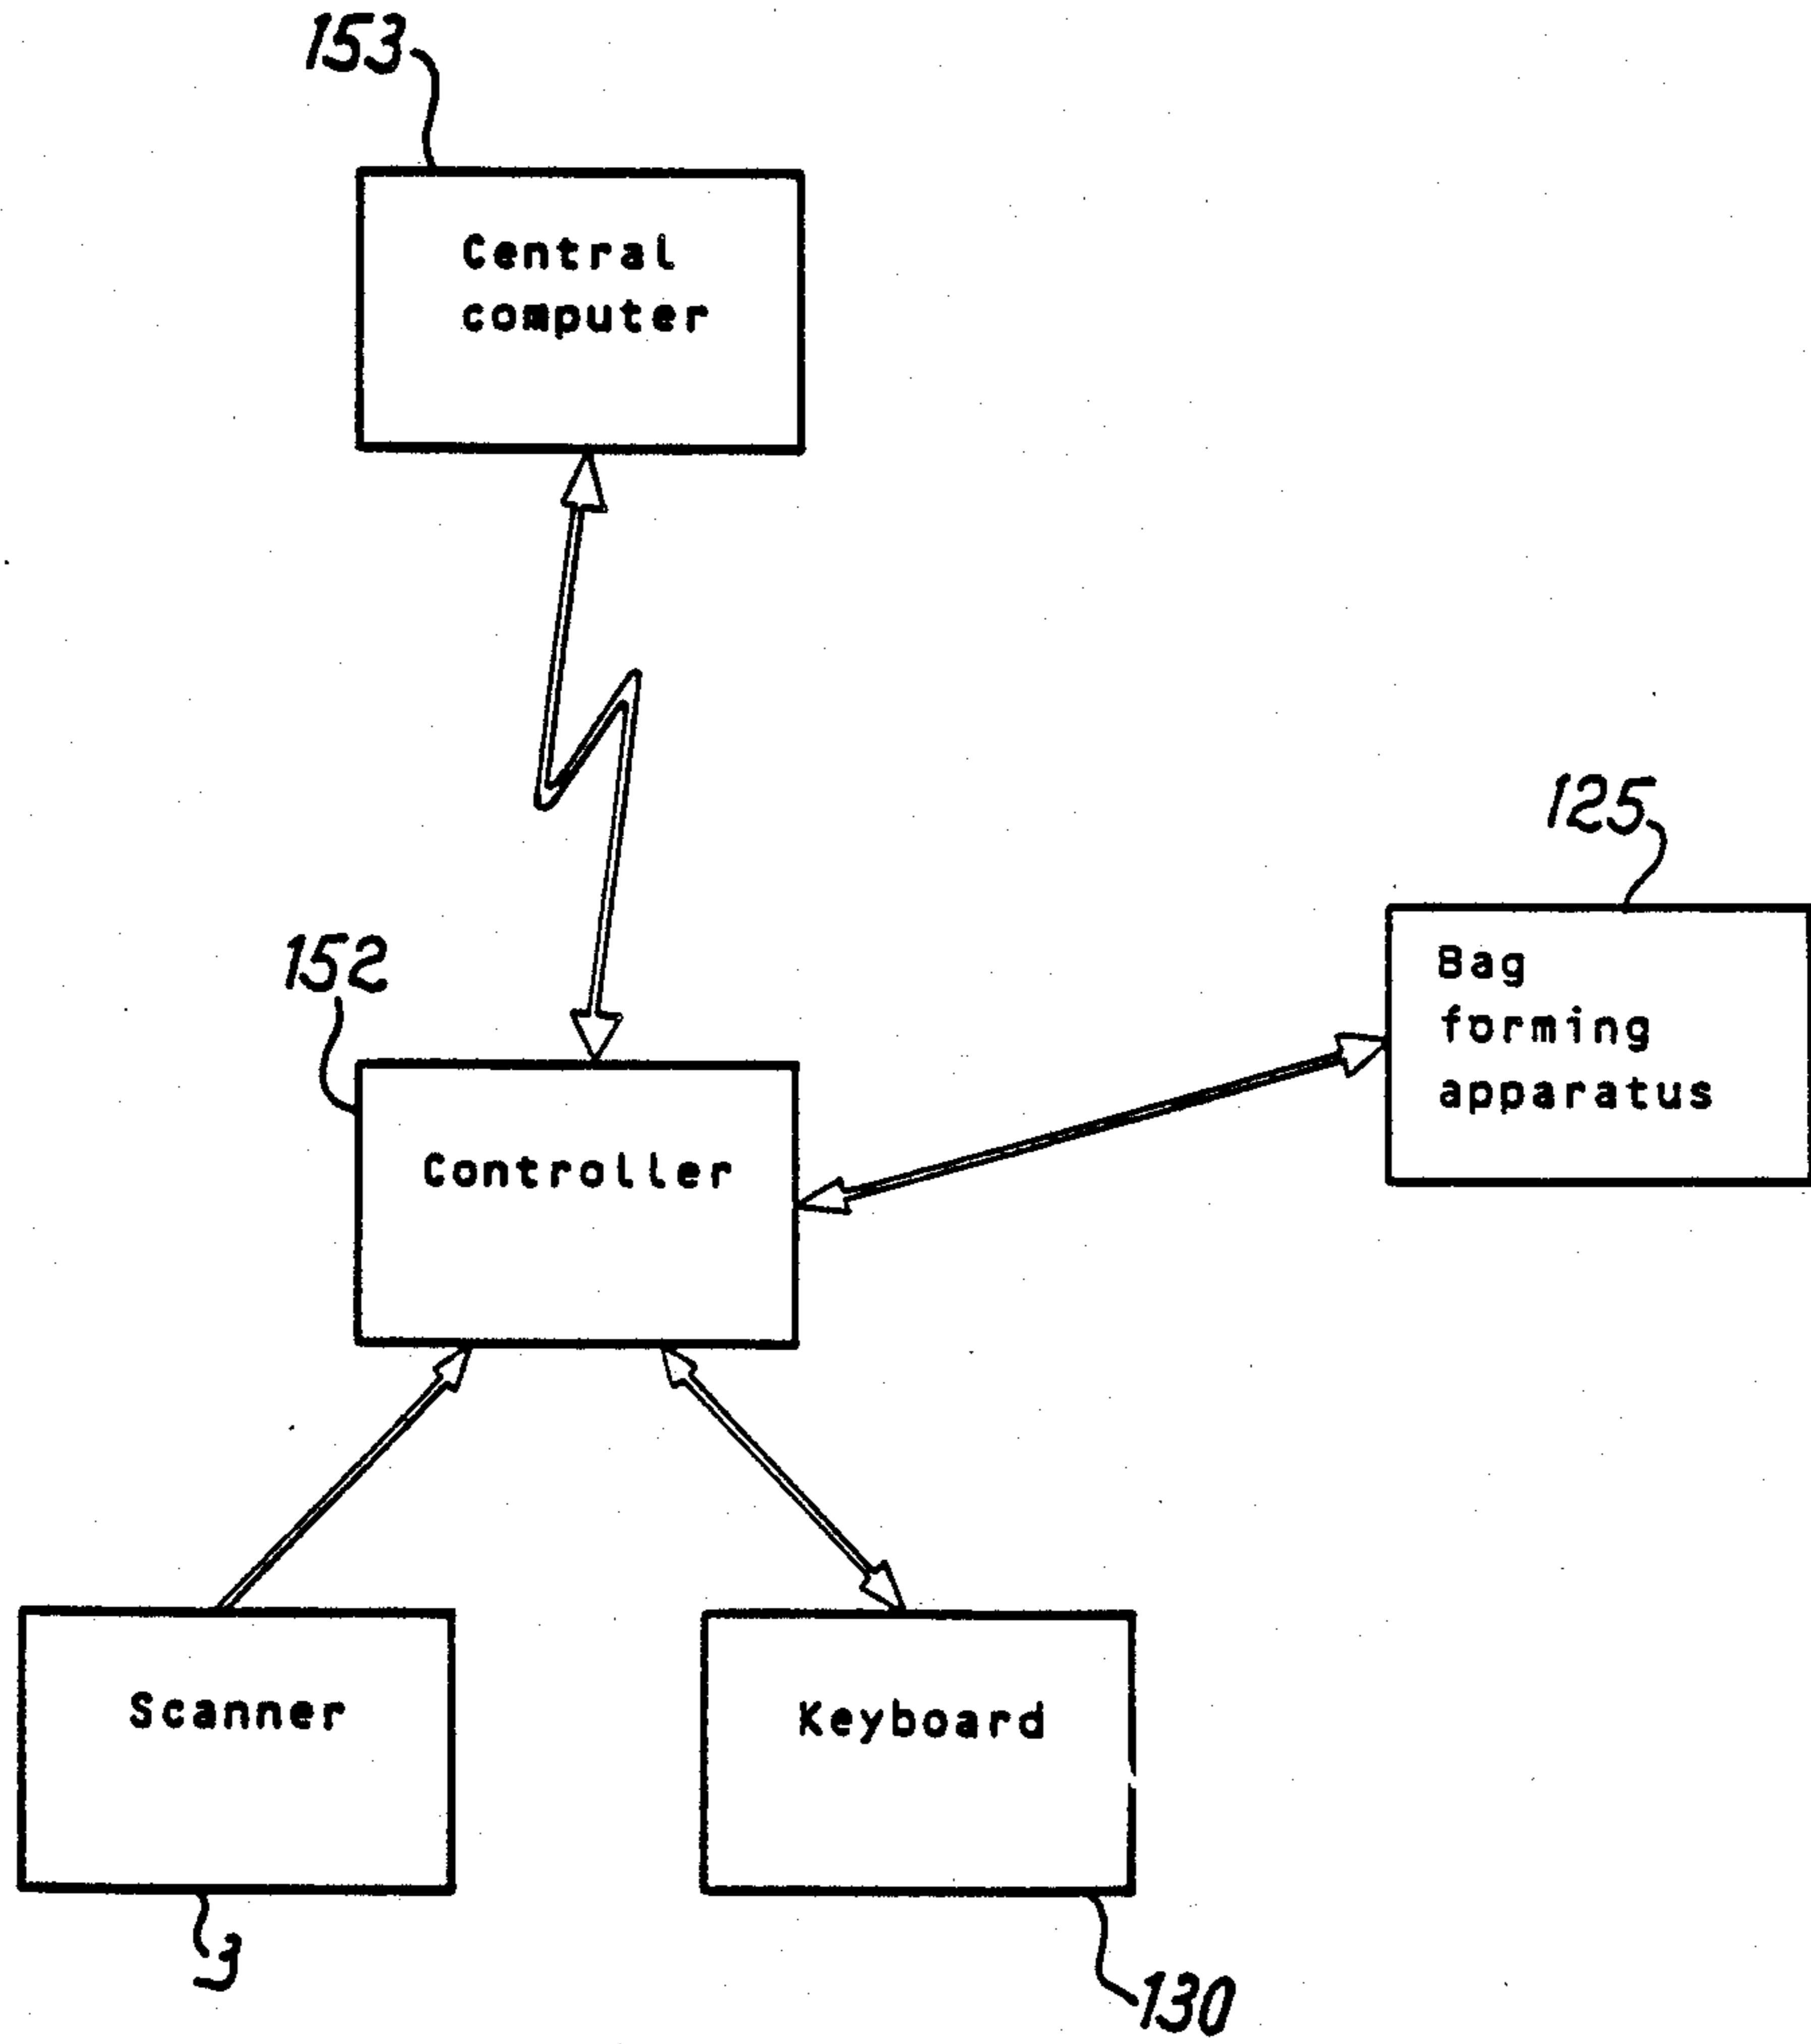 153
Central
computer
125
Bag
forming
apparatus
152
Controller
Scanner
Keyboard
3
130